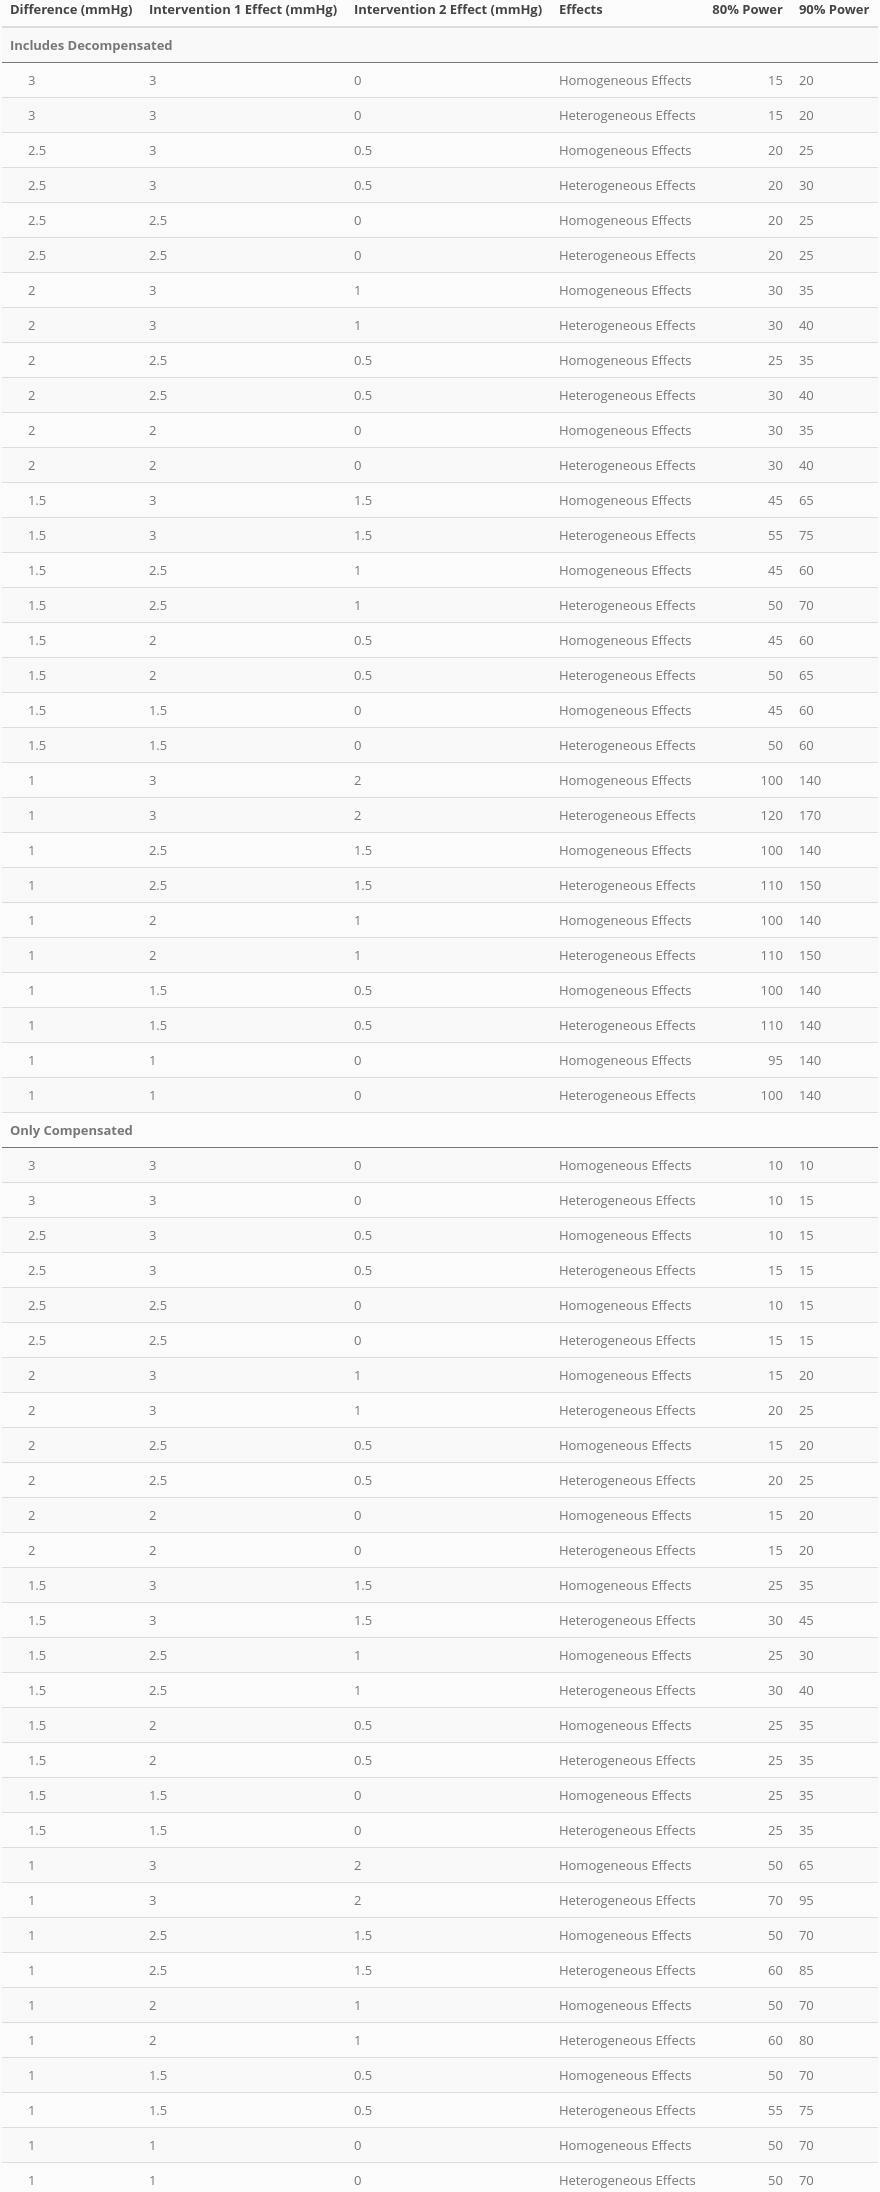 Difference (mmHg) Intervention 1 Effect (mmHg) Intervention 2 Effect (mmHg) Effects 80% Power 90% Power
Includes Decompensated
3 3 0 Homogeneous Effects 15 20
3 3 0 Heterogeneous Effects 15 20
2.5 3 0.5 Homogeneous Effects 20 25
2.5 3 0.5 Heterogeneous Effects 20 30
2.5 2.5 0 Homogeneous Effects 20 25
2.5 2.5 0 Heterogeneous Effects 20 25
2 3 1 Homogeneous Effects 30 35
2 3 1 Heterogeneous Effects 30 40
2 2.5 0.5 Homogeneous Effects 25 35
2 2.5 0.5 Heterogeneous Effects 30 40
2 2 0 Homogeneous Effects 30 35
2 2 0 Heterogeneous Effects 30 40
1.5 3 1.5 Homogeneous Effects 45 65
1.5 3 1.5 Heterogeneous Effects 55 75
1.5 2.5 1 Homogeneous Effects 45 60
1.5 2.5 1 Heterogeneous Effects 50 70
1.5 2 0.5 Homogeneous Effects 45 60
1.5 2 0.5 Heterogeneous Effects 50 65
1.5 1.5 0 Homogeneous Effects 45 60
1.5 1.5 0 Heterogeneous Effects 50 60
1 3 2 Homogeneous Effects 100 140
1 3 2 Heterogeneous Effects 120 170
1 2.5 1.5 Homogeneous Effects 100 140
1 2.5 1.5 Heterogeneous Effects 110 150
1 2 1 Homogeneous Effects 100 140
1 2 1 Heterogeneous Effects 110 150
1 1.5 0.5 Homogeneous Effects 100 140
1 1.5 0.5 Heterogeneous Effects 110 140
1 1 0 Homogeneous Effects 95 140
1 1 0 Heterogeneous Effects 100 140
Only Compensated
3 3 0 Homogeneous Effects 10 10
3 3 0 Heterogeneous Effects 10 15
2.5 3 0.5 Homogeneous Effects 10 15
2.5 3 0.5 Heterogeneous Effects 15 15
2.5 2.5 0 Homogeneous Effects 10 15
2.5 2.5 0 Heterogeneous Effects 15 15
2 3 1 Homogeneous Effects 15 20
2 3 1 Heterogeneous Effects 20 25
2 2.5 0.5 Homogeneous Effects 15 20
2 2.5 0.5 Heterogeneous Effects 20 25
2 2 0 Homogeneous Effects 15 20
2 2 0 Heterogeneous Effects 15 20
1.5 3 1.5 Homogeneous Effects 25 35
1.5 3 1.5 Heterogeneous Effects 30 45
1.5 2.5 1 Homogeneous Effects 25 30
1.5 2.5 1 Heterogeneous Effects 30 40
1.5 2 0.5 Homogeneous Effects 25 35
1.5 2 0.5 Heterogeneous Effects 25 35
1.5 1.5 0 Homogeneous Effects 25 35
1.5 1.5 0 Heterogeneous Effects 25 35
1 3 2 Homogeneous Effects 50 65
1 3 2 Heterogeneous Effects 70 95
1 2.5 1.5 Homogeneous Effects 50 70
1 2.5 1.5 Heterogeneous Effects 60 85
1 2 1 Homogeneous Effects 50 70
1 2 1 Heterogeneous Effects 60 80
1 1.5 0.5 Homogeneous Effects 50 70
1 1.5 0.5 Heterogeneous Effects 55 75
1 1 0 Homogeneous Effects 50 70
1 1 0 Heterogeneous Effects 50 70